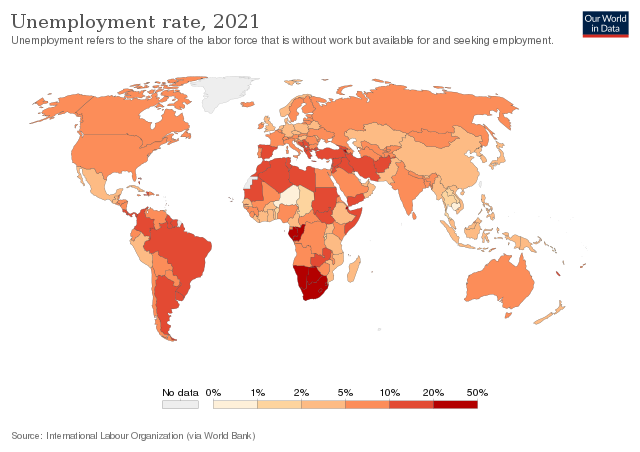 Unemployment rate, 2021
Our World
in Data
Unemployment refers to the share of the labor force that is without work but available for and seeking employment.
No data 0% 1% 2% 5% 10% 20% 50%
Source: International Labour Organization (via World Bank)